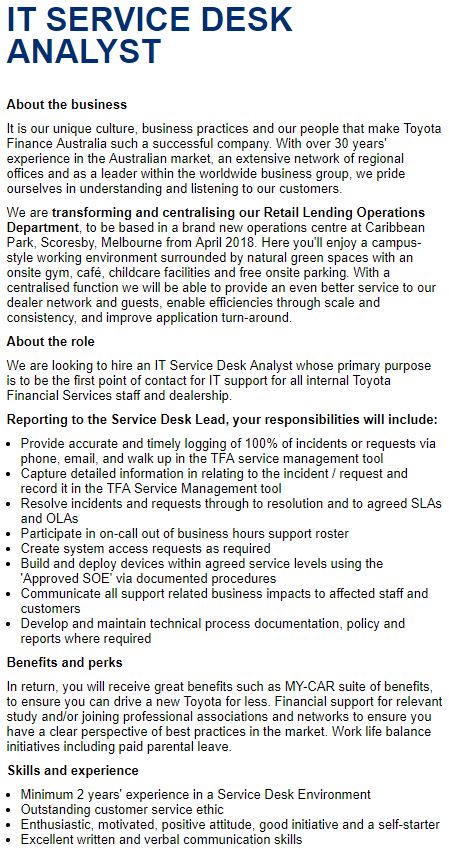 IT SERVICE DESK
ANALYST
About the business
It is our unique culture, business practices and our people that make Toyota
Finance Australia such a successful company. With over 30 years'
experience in the Australian market, an extensive network of regional
offices and as a leader within the worldwide business group, we pride
ourselves in understanding and listening to our customers.
We are transforming and centralising our Retail Lending Operations
Department, to be based in a brand new operations centre at Caribbean
Park, Scoresby, Melbourne from April 2018. Here you'll enjoy a campus-
style working environment surrounded by natural green spaces with an
onsite gym, café, childcare facilities and free onsite parking. With a
centralised function we will be able to provide an even better service to our
dealer network and guests, enable efficiencies through scale and
consistency, and improve application turn-around.
About the role
We are looking to hire an IT Service Desk Analyst whose primary purpose
is to be the first point of contact for IT support for all internal Toyota
Financial Services staff and dealership.
Reporting to the Service Desk Lead, your responsibilities will include:
• Provide accurate and timely logging of 100% of incidents or requests via
phone, email, and walk up in the TFA service management tool
• Capture detailed information in relating to the incident / request and
record it in the TFA Service Management tool
• Resolve incidents and requests through to resolution and to agreed SLAs
and OLAs
• Participate in on-call out of business hours support roster
• Create system access requests as required
• Build and deploy devices within agreed service levels using the
'Approved SOE' via documented procedures
• Communicate all support related business impacts to affected staff and
customers
• Develop and maintain technical process documentation, policy and
reports where required
Benefits and perks
In return, you will receive great benefits such as MY-CAR suite of benefits,
to ensure you can drive a new Toyota for less. Financial support for relevant
study and/or joining professional associations and networks to ensure you
have a clear perspective of best practices in the market. Work life balance
initiatives including paid parental leave.
Skills and experience
• Minimum 2 years' experience in a Service Desk Environment
• Outstanding customer service ethic
• Enthusiastic, motivated, positive attitude, good initiative and a self-starter
• Excellent written and verbal communication skills